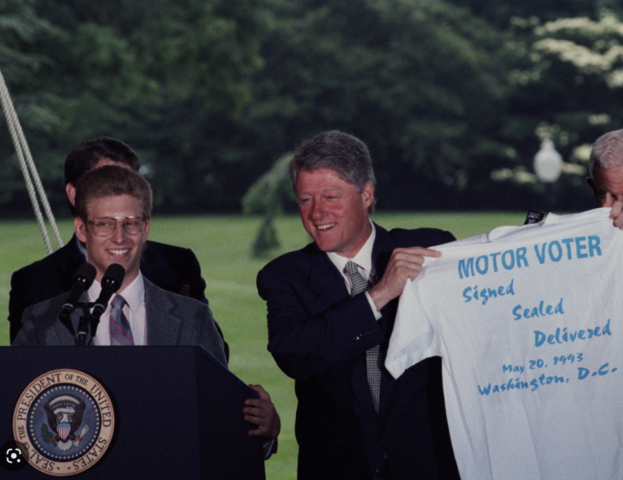 MOTOR VOTER
Signed
Sealed
Delivered
May 20, 1993
Washington, D.C.
SEAL OF THE PRESIDENT OF THE UNITED STATES